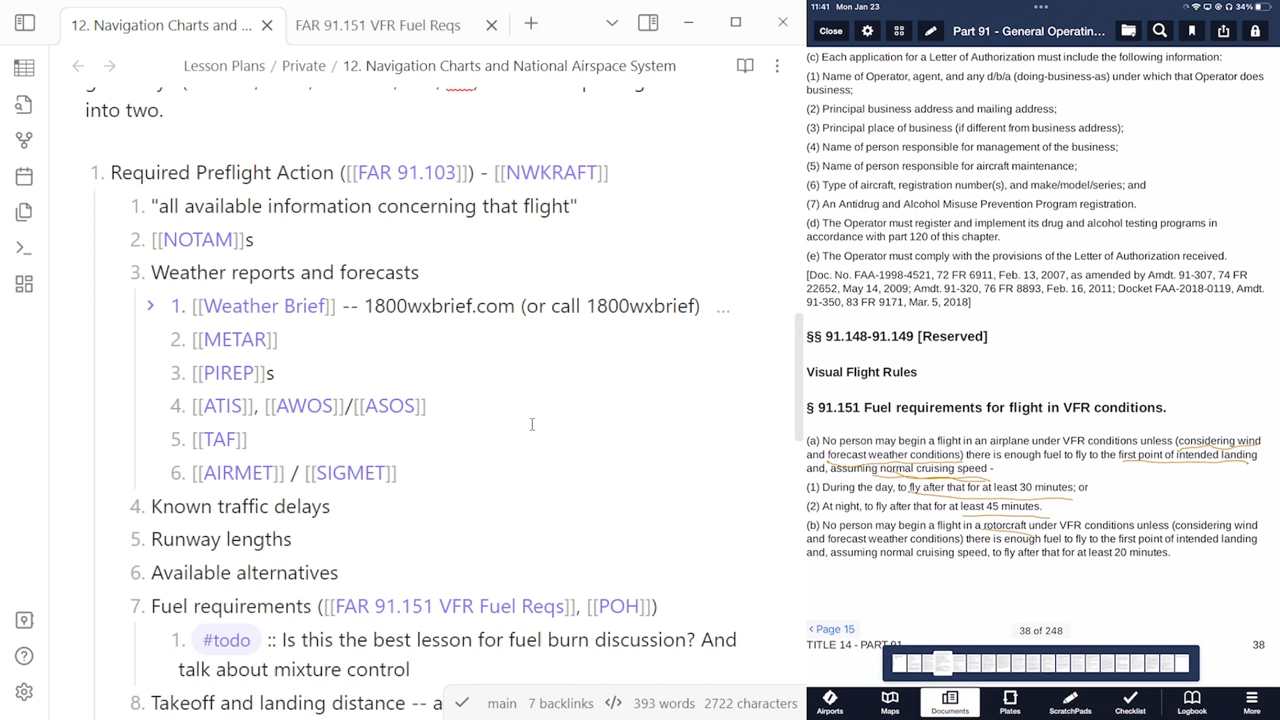 12. Navigation Charts and ...
FAR 91.151 VFR Fuel Reqs
Lesson Plans / Private / 12. Navigation Charts and National Airspace System
into two.
1. Required Preflight Action ([[FAR 91.103]]) - [[NWKRAFT]]
1. "all available information concerning that flight"
2. [[NOTAM]]s
3. Weather reports and forecasts
1. [[Weather Brief]] -- 1800wxbrief.com (or call 1800wxbrief) ...
2. [[METAR]]
3. [[PIREP]]s
4. [[ATIS]], [[AWOS]]/[[ASOS]]
5. [[TAF]]
6. [[AIRMET]] / [[SIGMET]]
4. Known traffic delays
5. Runway lengths
6. Available alternatives
7. Fuel requirements ([[FAR 91.151 VFR Fuel Reqs]], [[POH]])
1. #todo :: Is this the best lesson for fuel burn discussion? And
talk about mixture control
8. Takeoff and landing distance -- a
main 7 backlinks 393 words 2722 characters
11:41 Mon Jan 23
34%
Close
Part 91 - General Operatin...
(c) Each application for a Letter of Authorization must include the following information:
(1) Name of Operator, agent, and any d/b/a (doing-business-as) under which that Operator does
business;
(2) Principal business address and mailing address;
(3) Principal place of business (if different from business address);
(4) Name of person responsible for management of the business;
(5) Name of person responsible for aircraft maintenance;
(6) Type of aircraft, registration number(s), and make/model/series; and
(7) An Antidrug and Alcohol Misuse Prevention Program registration.
(d) The Operator must register and implement its drug and alcohol testing programs in
accordance with part 120 of this chapter.
(e) The Operator must comply with the provisions of the Letter of Authorization received.
[Doc. No. FAA-1998-4521, 72 FR 6911, Feb. 13, 2007, as amended by Amdt. 91-307, 74 FR
22652, May 14, 2009; Amdt. 91-320, 76 FR 8893, Feb. 16, 2011; Docket FAA-2018-0119, Amdt.
91-350, 83 FR 9171, Mar. 5, 2018]
§§ 91.148-91.149 [Reserved]
Visual Flight Rules
§ 91.151 Fuel requirements for flight in VFR conditions.
(a) No person may begin a flight in an airplane under VFR conditions unless (considering wind
and forecast weather conditions) there is enough fuel to fly to the first point of intended landing
and, assuming normal cruising speed -
(1) During the day, to fly after that for at least 30 minutes; or
(2) At night, to fly after that for at least 45 minutes.
(b) No person may begin a flight in a rotorcraft under VFR conditions unless (considering wind
and forecast weather conditions) there is enough fuel to fly to the first point of intended landing
and, assuming normal cruising speed, to fly after that for at least 20 minutes.
Page 15
38 of 248
TITLE 14 - PART 91
38
Airports Maps Documents Plates ScratchPads Checklist Logbook More